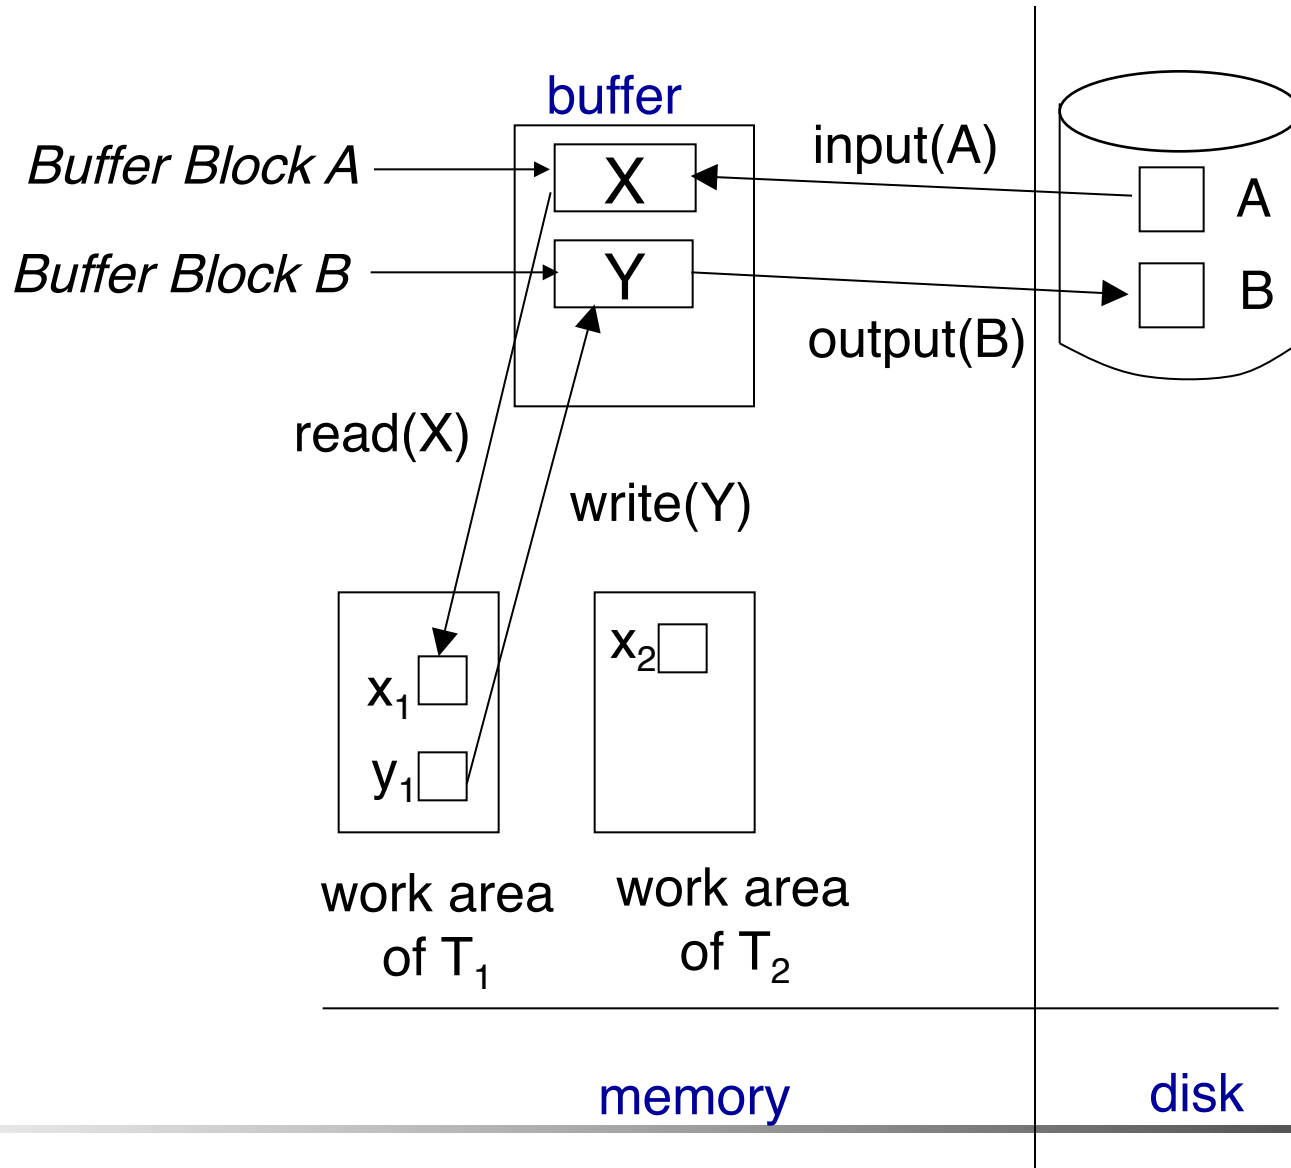 buffer
Buffer Block A
X
input(A)
A
Buffer Block B
Y
B
output(B)
read(X)
write(Y)
x₁
y₁
x₂
work area
of T₁
work area
of T₂
memory
disk